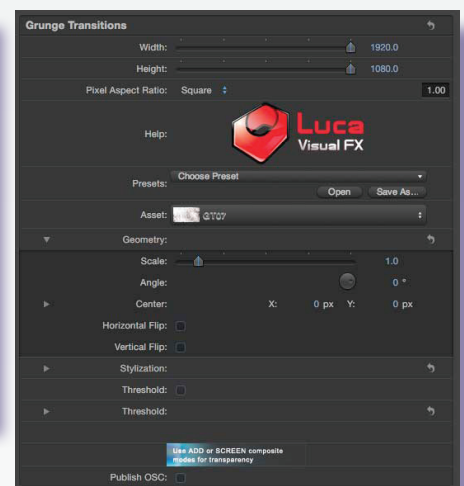 Grunge Transitions
Width: 1920.0
Height: 1080.0
Pixel Aspect Ratio: Square 1.00
Help: Luca
Visual FX
Presets: Choose Preset
Open Save As...
Asset: GT07
Geometry:
Scale: 1.0
Angle: 0 °
Center: X: 0 px Y: 0 px
Horizontal Flip:
Vertical Flip:
Stylization:
Threshold:
Threshold:
Use ADD or SCREEN composite
modes for transparency
Publish OSC: